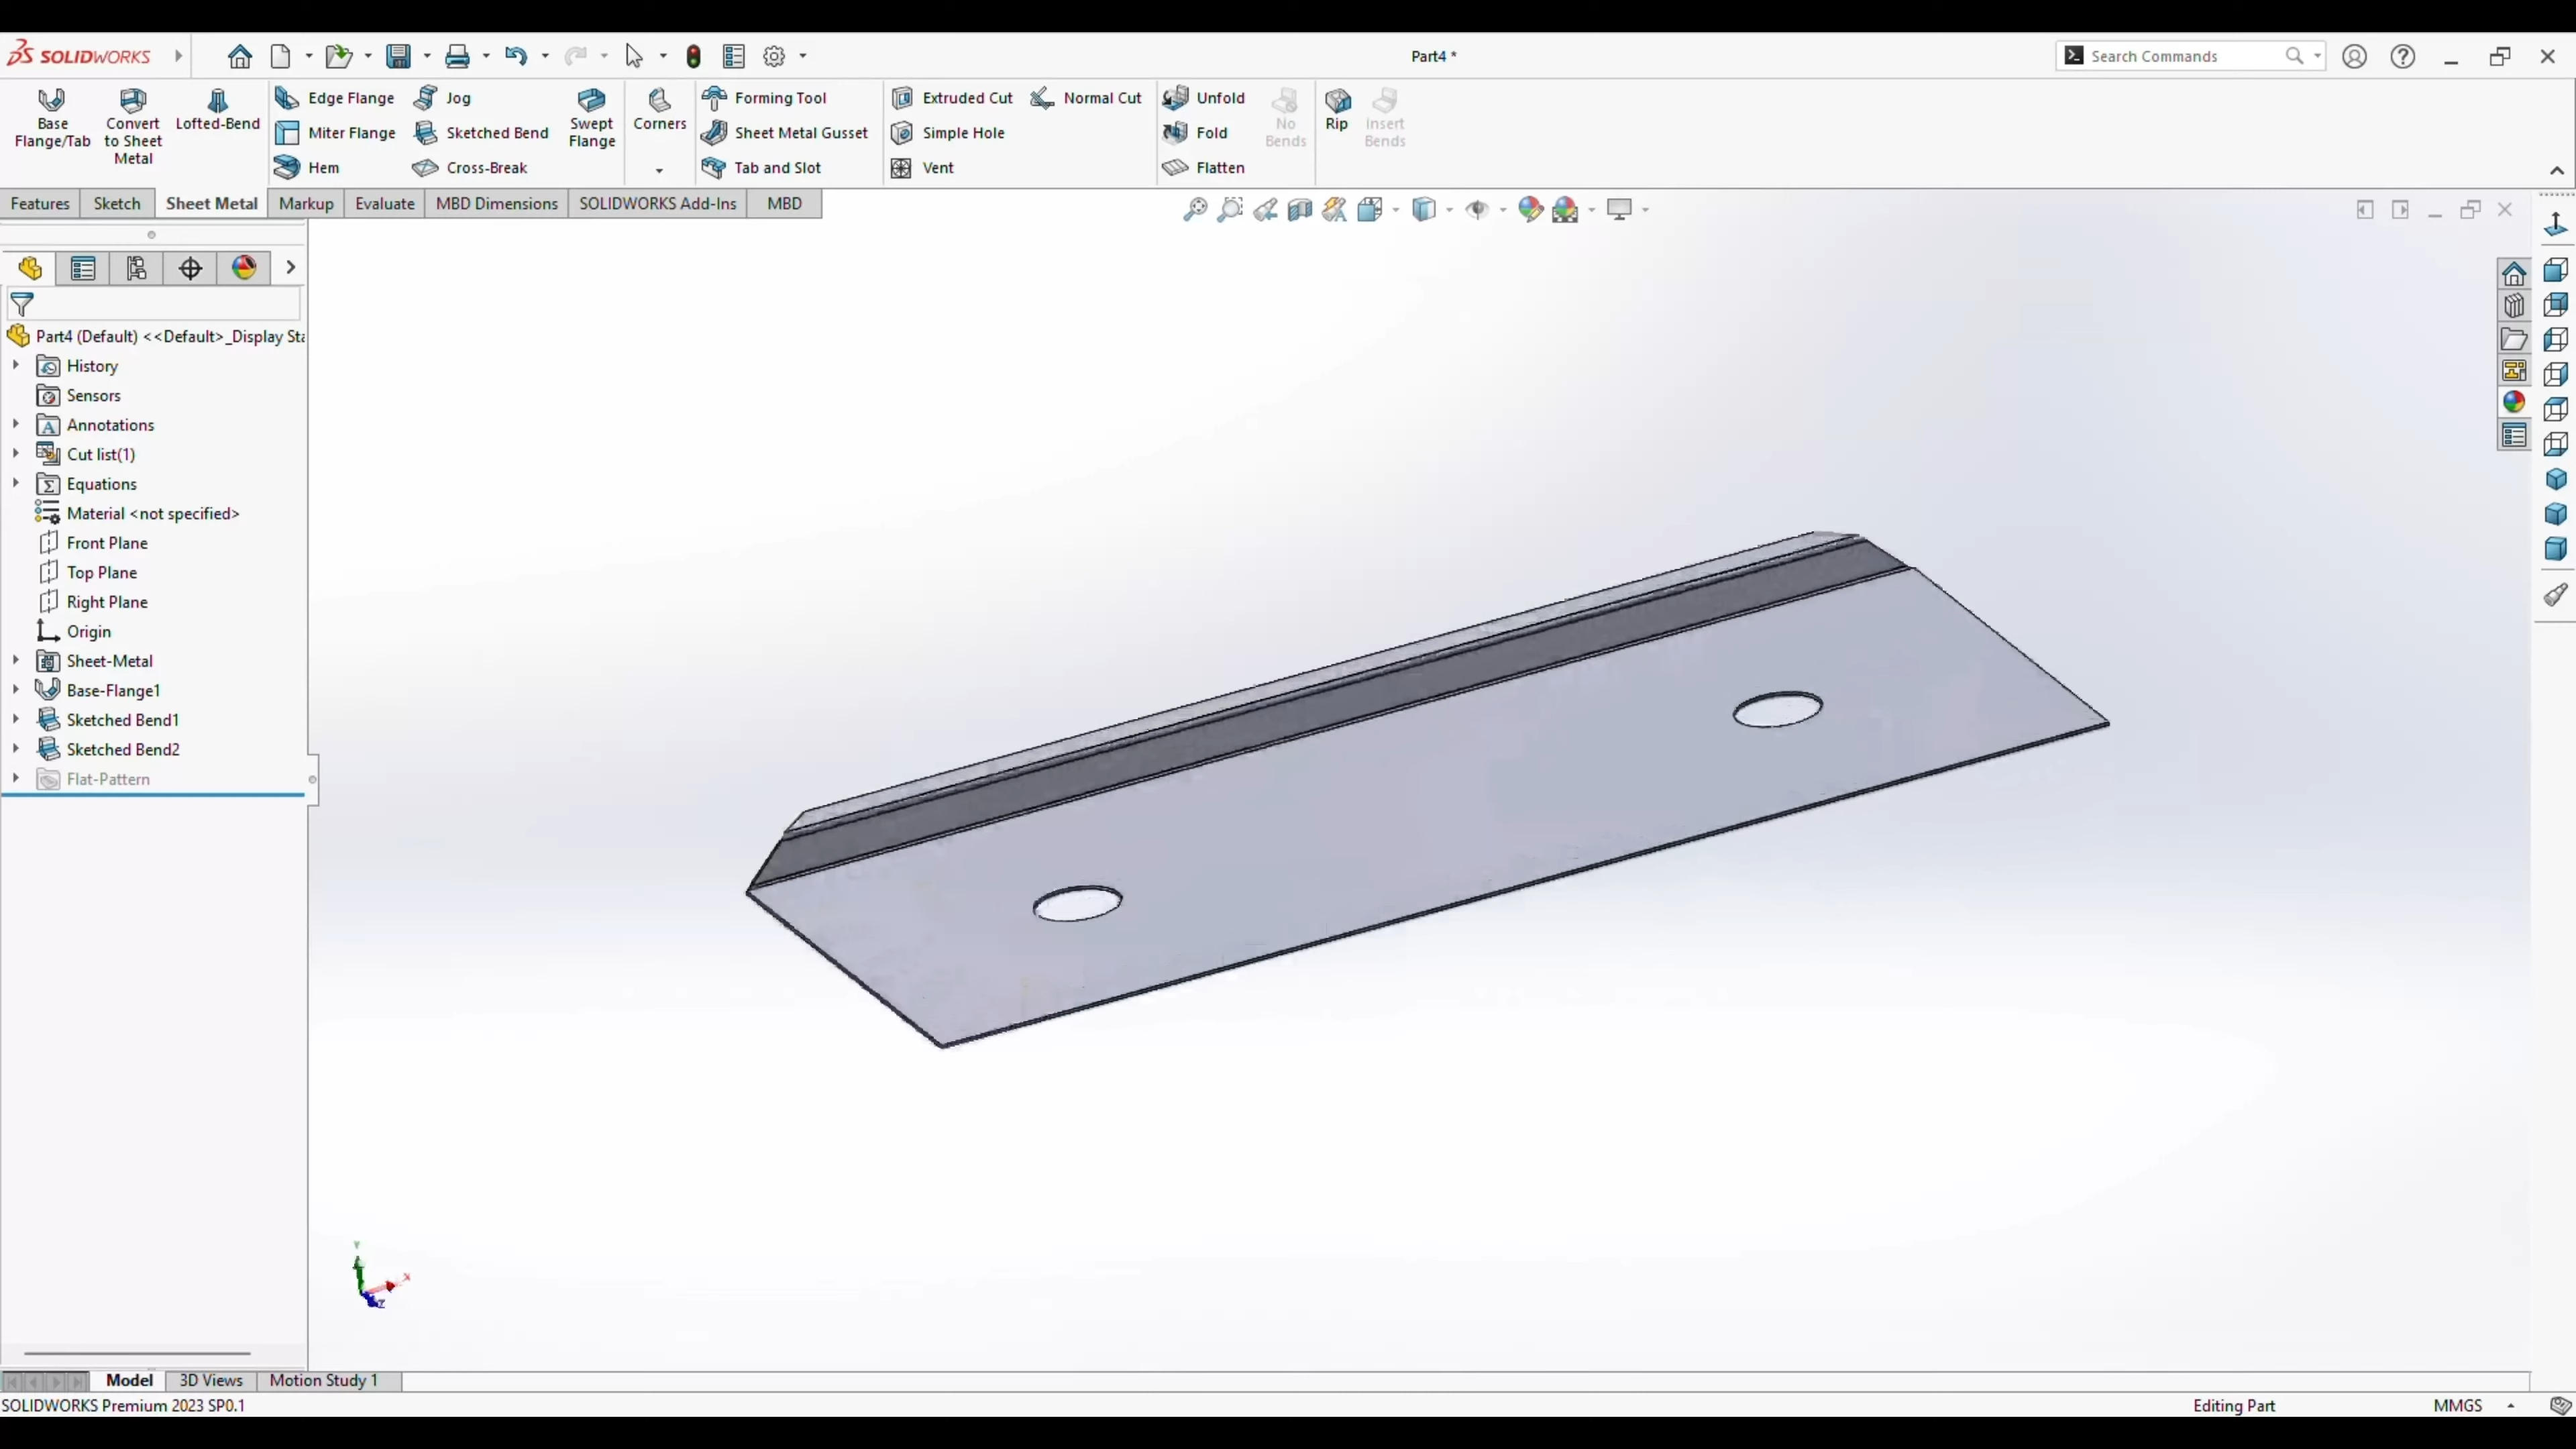 SOLIDWORKS
Part4 *
Search Commands
Base Flange/Tab
Convert to Sheet Metal
Lofted-Bend
Edge Flange
Miter Flange
Hem
Jog
Sketched Bend
Cross-Break
Swept Flange
Corners
Forming Tool
Sheet Metal Gusset
Tab and Slot
Extruded Cut
Simple Hole
Vent
Normal Cut
Unfold
Fold
Flatten
No Bends
Rip
Insert Bends
Features
Sketch
Sheet Metal
Markup
Evaluate
MBD Dimensions
SOLIDWORKS Add-Ins
MBD
Part4 (Default) <<Default>_Display Sta
History
Sensors
Annotations
Cut list(1)
Equations
Material <not specified>
Front Plane
Top Plane
Right Plane
Origin
Sheet-Metal
Base-Flange1
Sketched Bend1
Sketched Bend2
Flat-Pattern
Y
X
Z
Model
3D Views
Motion Study 1
SOLIDWORKS Premium 2023 SP0.1
Editing Part
MMGS